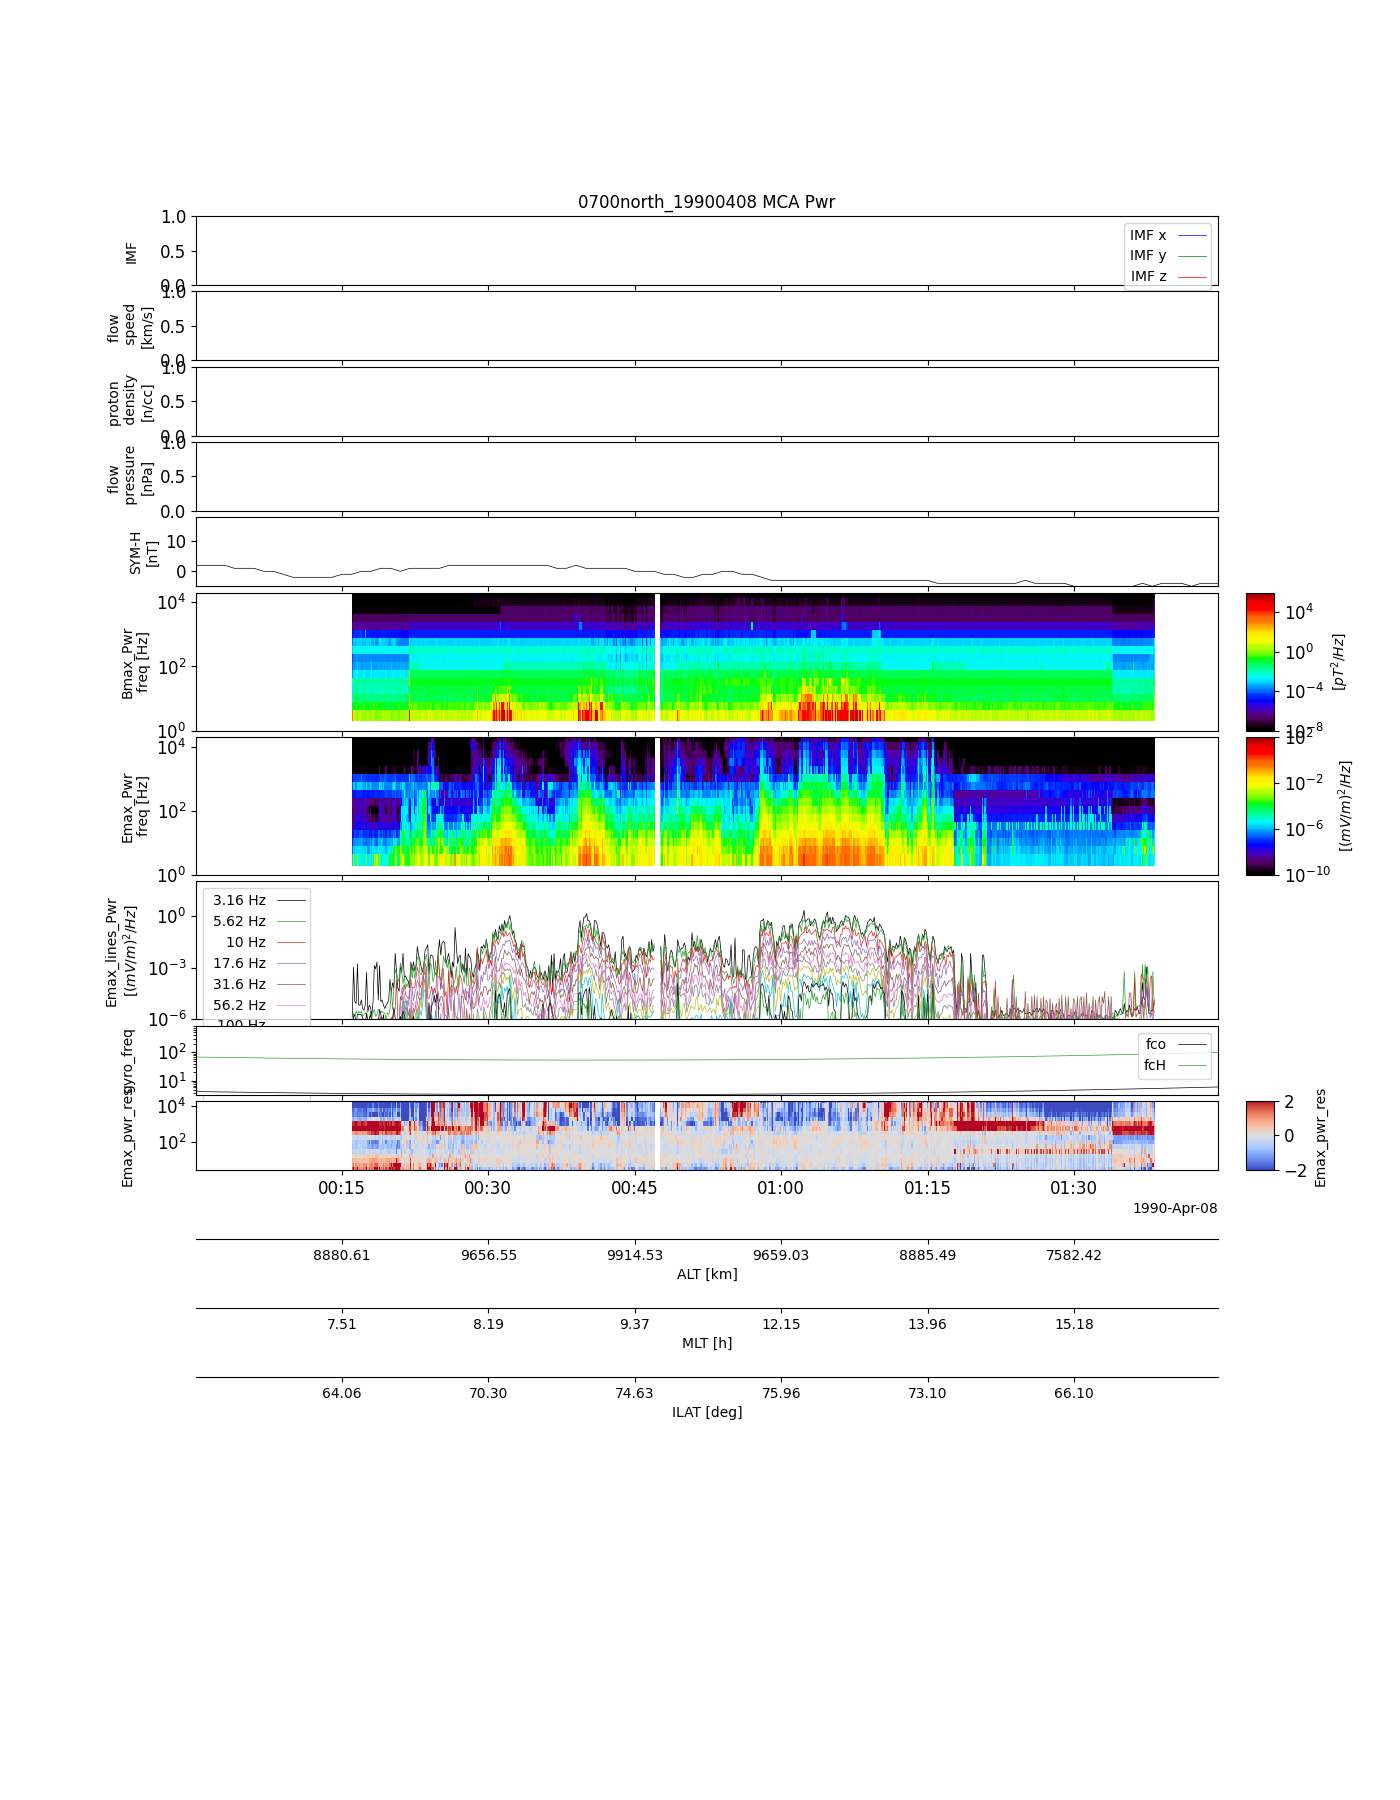 0700north_19900408 MCA Pwr
IMF
1.0
0.5
0.0
IMF x
IMF y
IMF z
flow
speed
[km/s]
1.0
0.5
0.0
proton
density
[n/cc]
1.0
0.5
0.0
flow
pressure
[nPa]
1.0
0.5
0.0
SYM-H
[nT]
10
0
Bmax_Pwr
freq [Hz]
10^4
10^2
10^0
10^4
10^0
10^−4
10^−8
[pT^2/Hz]
Emax_Pwr
freq [Hz]
10^4
10^2
10^0
10^2
10^−2
10^−6
10^−10
[(mV/m)^2/Hz]
Emax_lines_Pwr
[(mV/m)^2/Hz]
10^0
10^−3
10^−6
3.16 Hz
5.62 Hz
10 Hz
17.6 Hz
31.6 Hz
56.2 Hz
100 Hz
gyro_freq
10^2
10^1
fco
fcH
Emax_pwr_res
10^4
10^2
2
0
−2
Emax_pwr_res
00:15 00:30 00:45 01:00 01:15 01:30
1990-Apr-08
8880.61 9656.55 9914.53 9659.03 8885.49 7582.42
ALT [km]
7.51 8.19 9.37 12.15 13.96 15.18
MLT [h]
64.06 70.30 74.63 75.96 73.10 66.10
ILAT [deg]